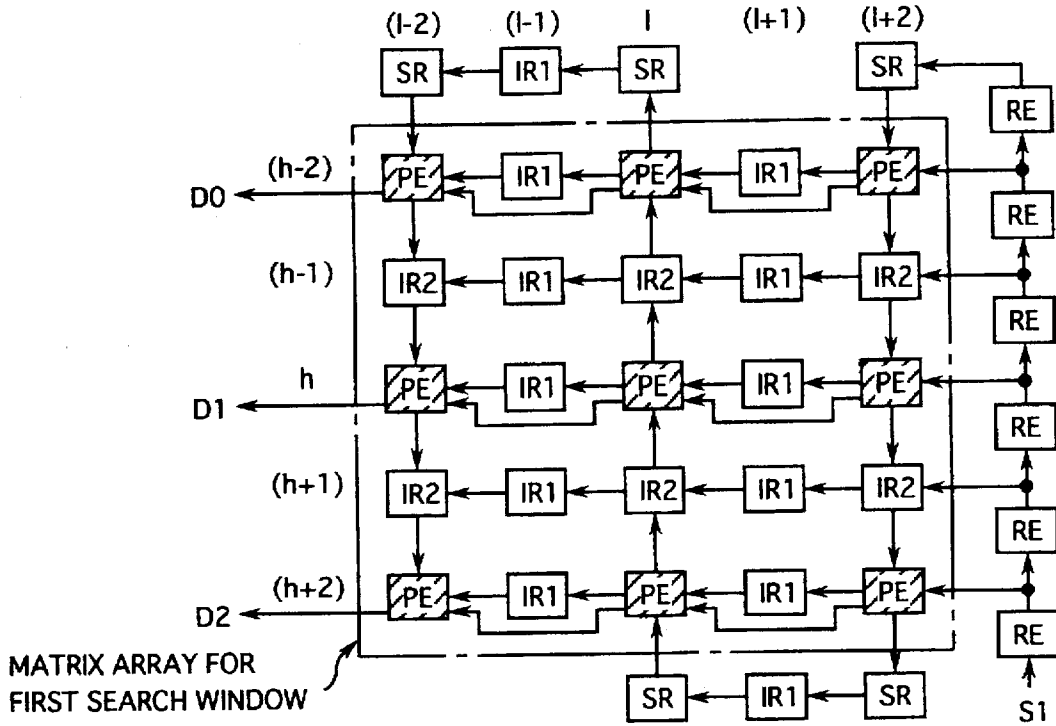 (l-2) (l-1) l (l+1) (l+2)
SR IR1 SR SR
RE
(h-2) PE IR1 PE IR1 PE
D0
RE
(h-1) IR2 IR1 IR2 IR1 IR2
RE
h PE IR1 PE IR1 PE
D1
RE
(h+1) IR2 IR1 IR2 IR1 IR2
RE
(h+2) PE IR1 PE IR1 PE
D2
RE
MATRIX ARRAY FOR
FIRST SEARCH WINDOW
SR IR1 SR
S1